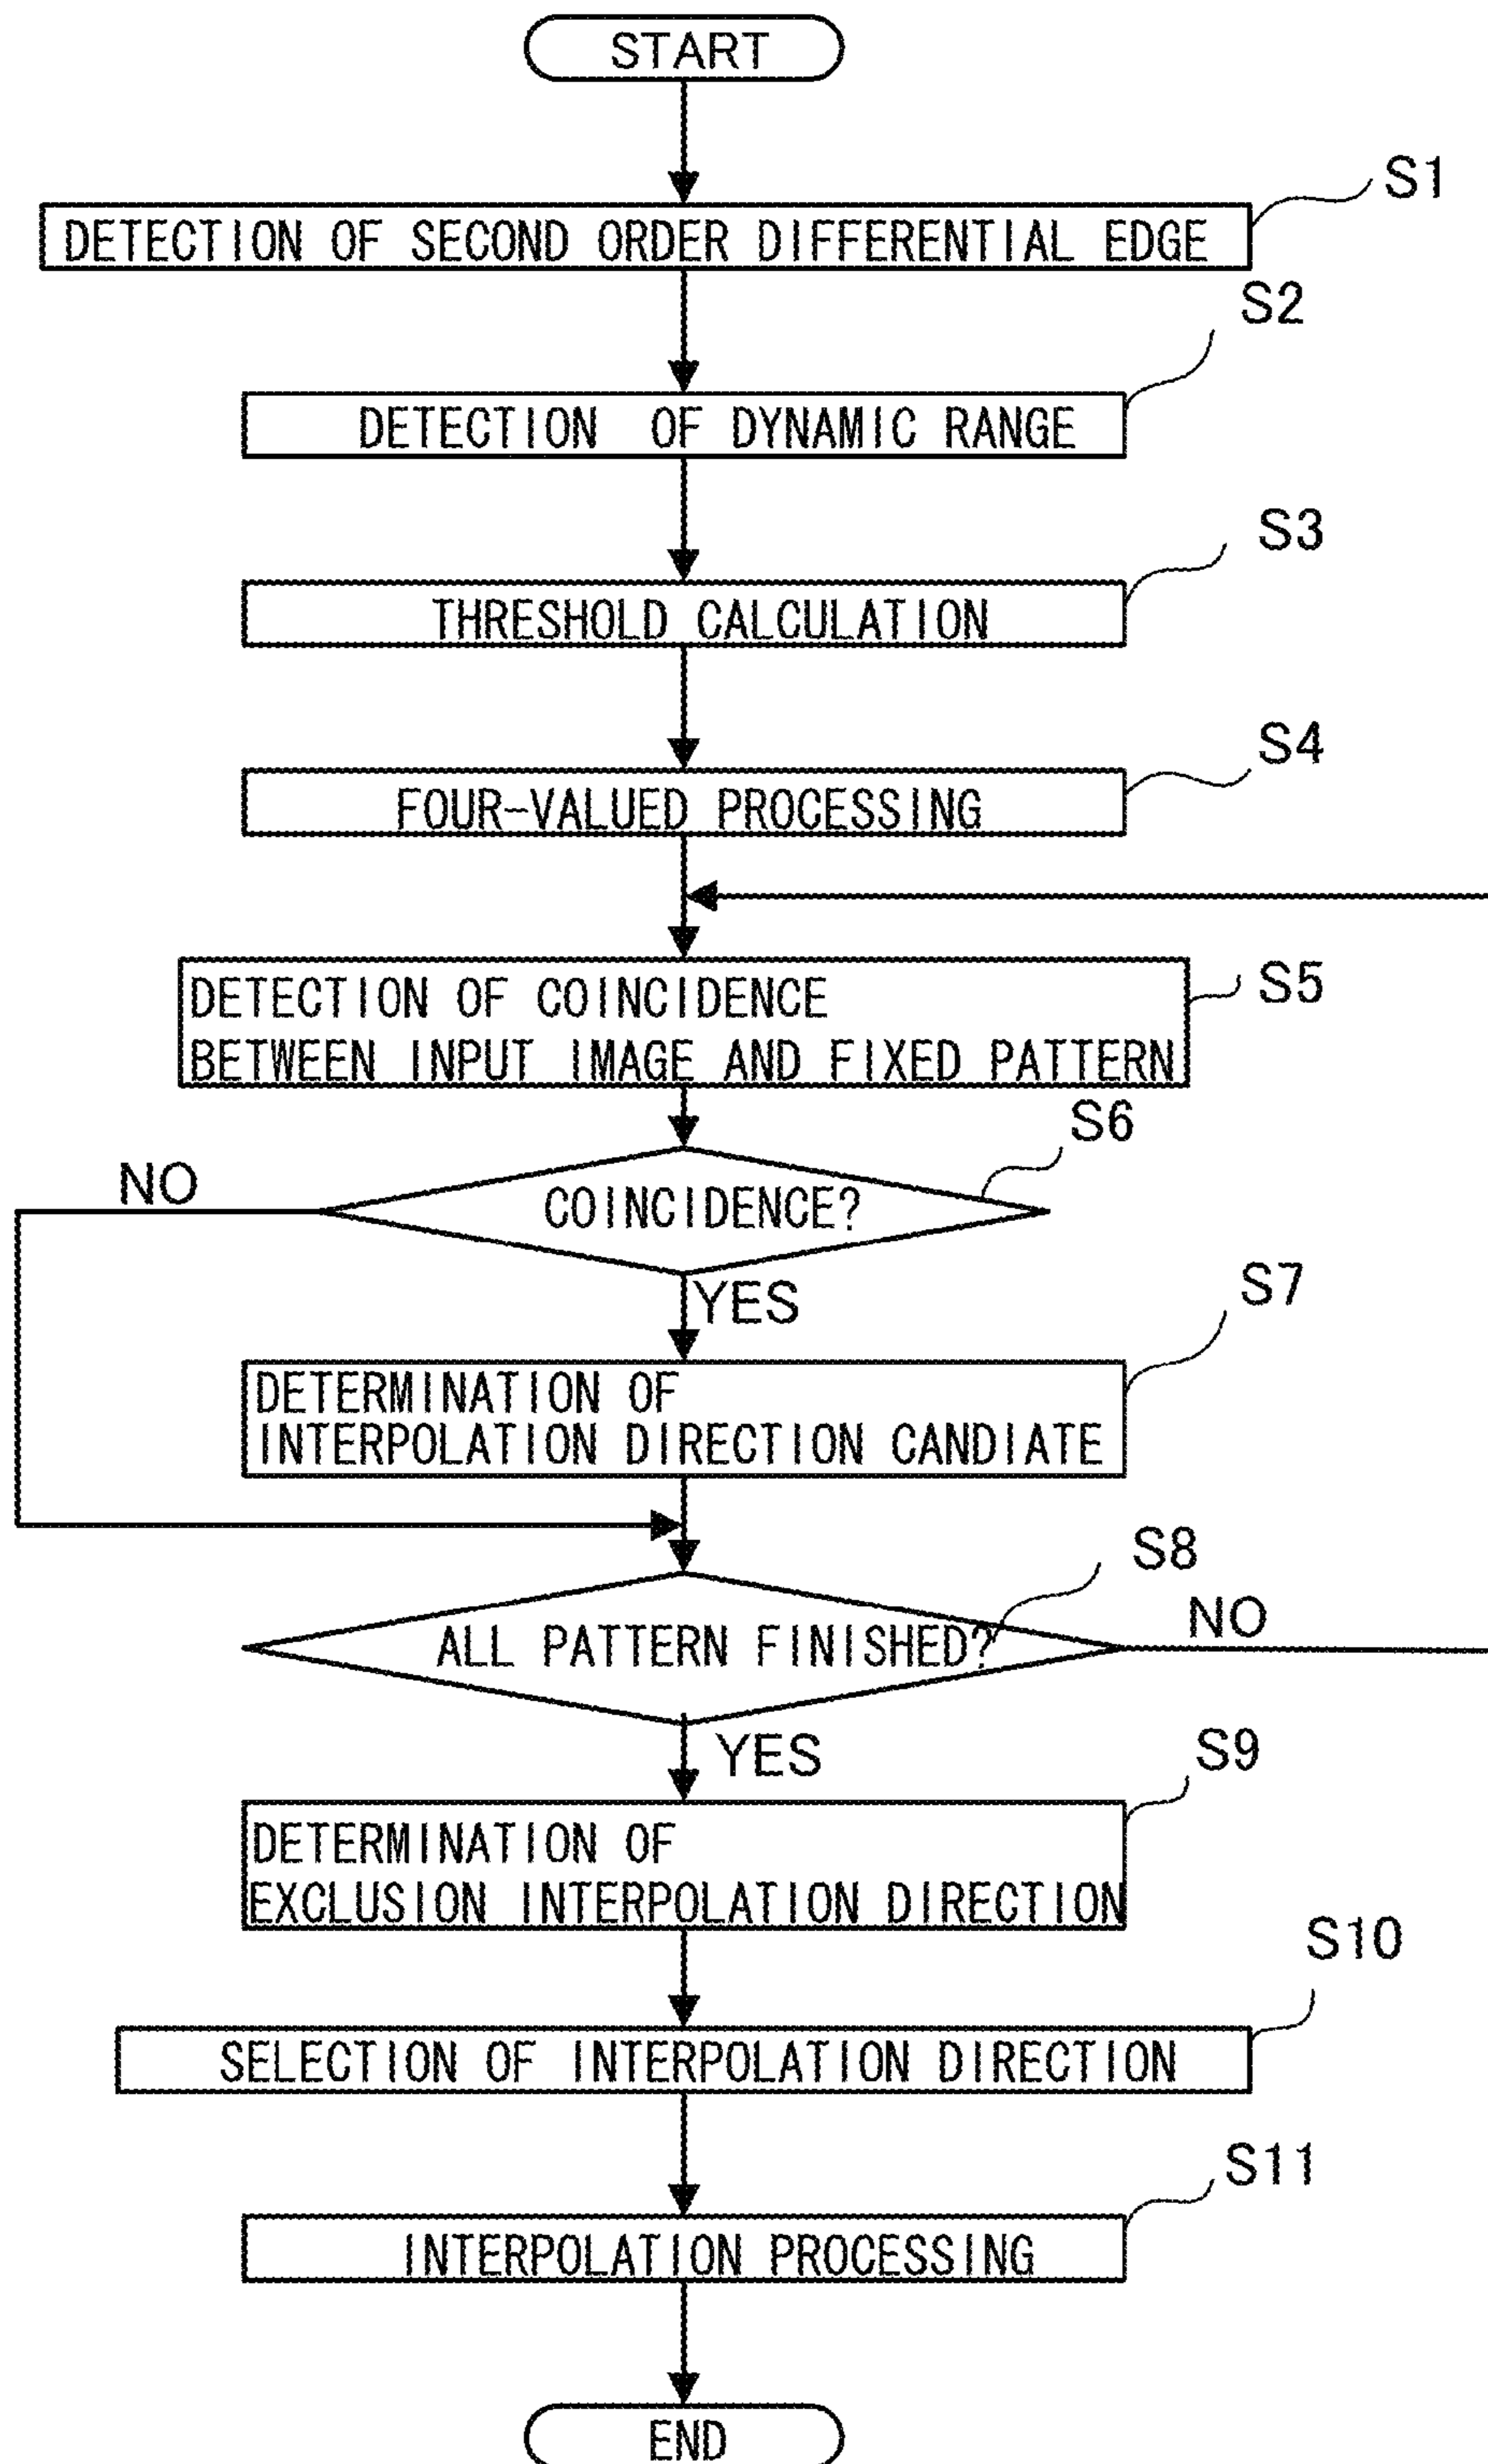 START
S1
DETECTION OF SECOND ORDER DIFFERENTIAL EDGE
S2
DETECTION OF DYNAMIC RANGE
S3
THRESHOLD CALCULATION
S4
FOUR-VALUED PROCESSING
S5
DETECTION OF COINCIDENCE
BETWEEN INPUT IMAGE AND FIXED PATTERN
S6
NO
COINCIDENCE?
YES
S7
DETERMINATION OF
INTERPOLATION DIRECTION CANDIATE
S8
NO
ALL PATTERN FINISHED?
YES
S9
DETERMINATION OF
EXCLUSION INTERPOLATION DIRECTION
S10
SELECTION OF INTERPOLATION DIRECTION
S11
INTERPOLATION PROCESSING
END